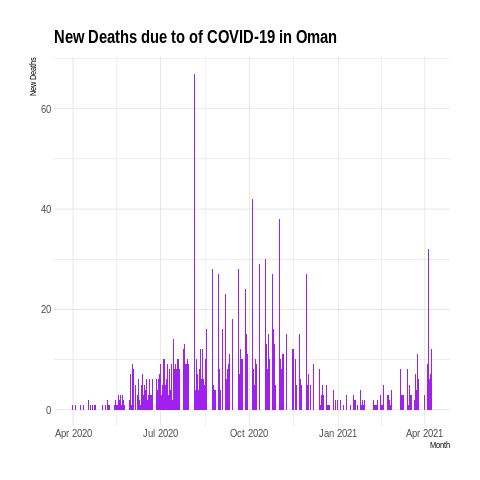 New Deaths due to of COVID-19 in Oman
New Deaths
60
40
20
0
Apr 2020 Jul 2020 Oct 2020 Jan 2021 Apr 2021
Month